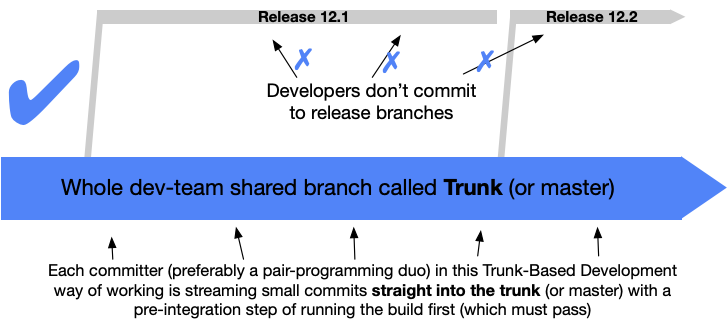 Release 12.1
Release 12.2
Developers don’t commit
to release branches
Whole dev-team shared branch called Trunk (or master)
Each committer (preferably a pair-programming duo) in this Trunk-Based Development
way of working is streaming small commits straight into the trunk (or master) with a
pre-integration step of running the build first (which must pass)